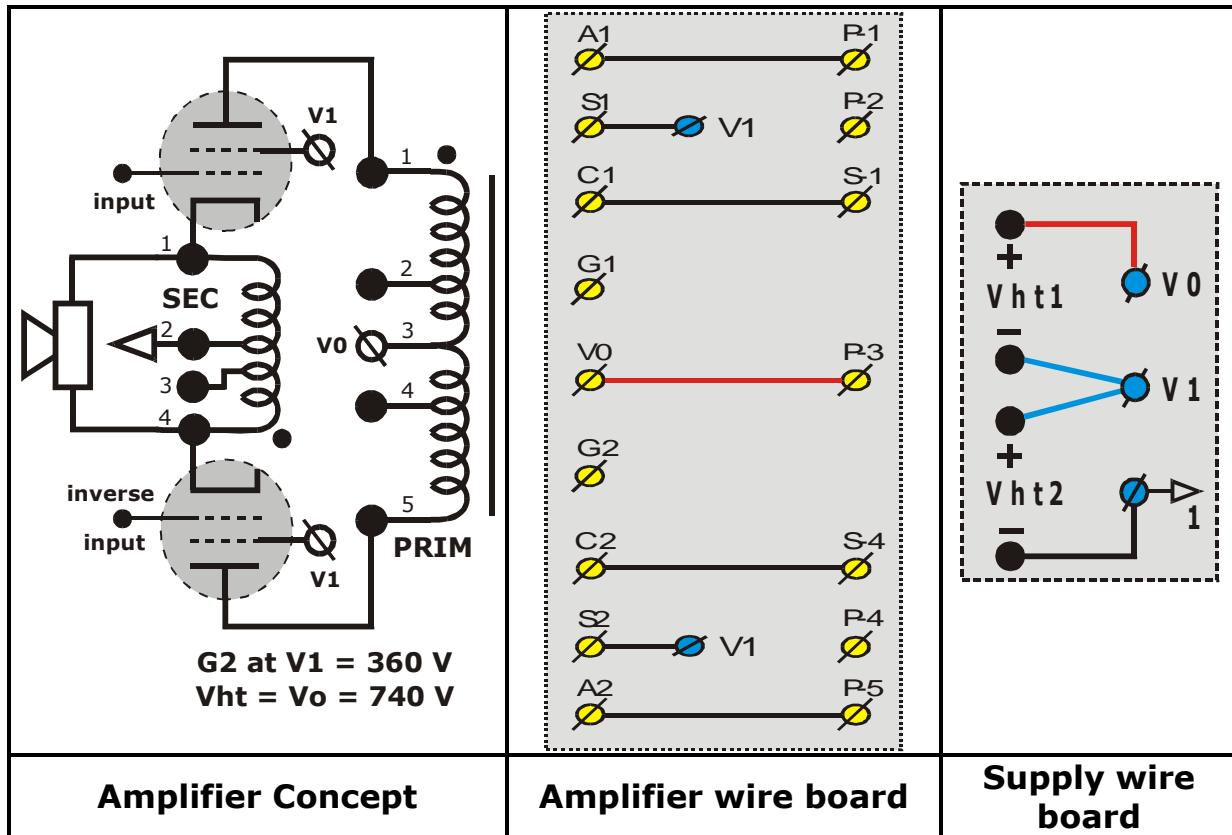 V1
1
input
1
2
SEC
2
V0
3
3
4
4
inverse
input
5
PRIM
V1
G2 at V1 = 360 V
Vht = Vo = 740 V
Amplifier Concept
A1 P-1
S1 V1 P-2
C1 S-1
G1
V0 P-3
G2
C2 S-4
S2 V1 P-4
A2 P-5
Amplifier wire board
+
Vht1 V0
−
V1
+
Vht2
− 1
Supply wire
board